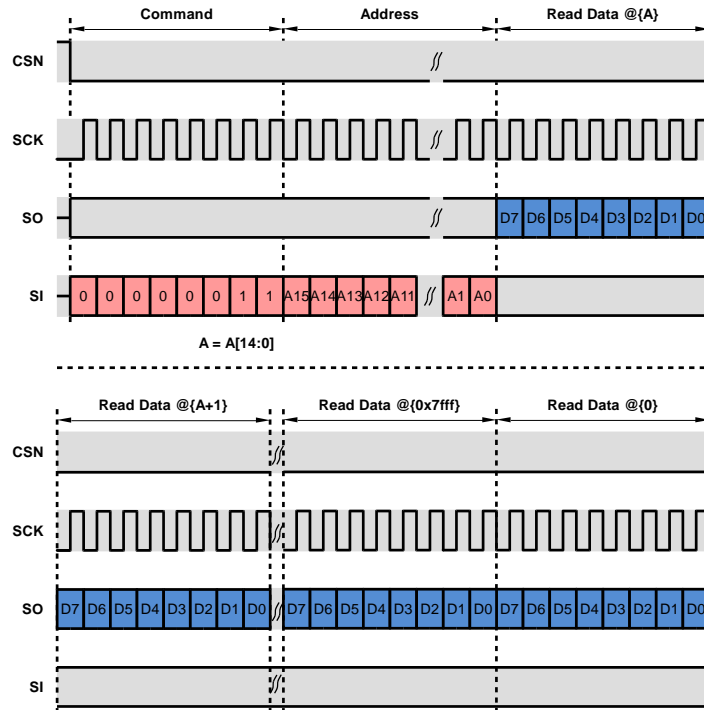 Command Address Read Data @{A}
CSN
SCK
SO D7 D6 D5 D4 D3 D2 D1 D0
SI 0 0 0 0 0 0 1 1 A15 A14 A13 A12 A11 A1 A0
A = A[14:0]
Read Data @{A+1} Read Data @{0x7fff} Read Data @{0}
CSN
SCK
SO D7 D6 D5 D4 D3 D2 D1 D0 D7 D6 D5 D4 D3 D2 D1 D0 D7 D6 D5 D4 D3 D2 D1 D0
SI